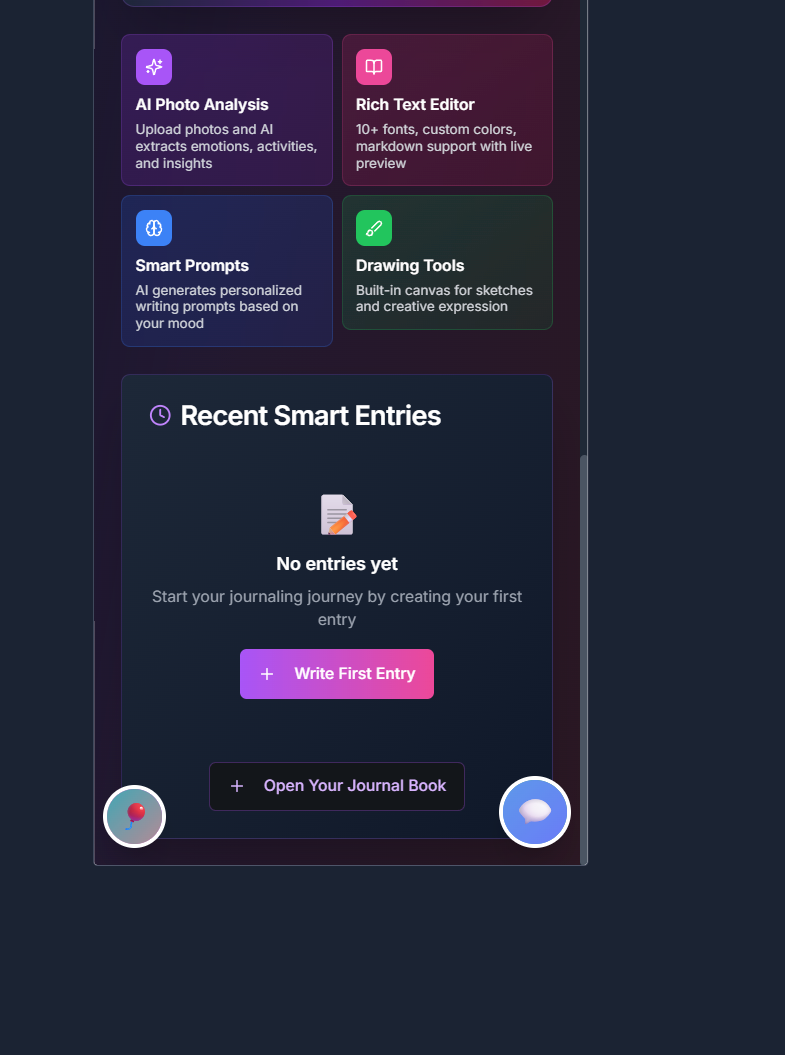 AI Photo Analysis
Upload photos and AI
extracts emotions, activities,
and insights
Rich Text Editor
10+ fonts, custom colors,
markdown support with live
preview
Smart Prompts
AI generates personalized
writing prompts based on
your mood
Drawing Tools
Built-in canvas for sketches
and creative expression
Recent Smart Entries
No entries yet
Start your journaling journey by creating your first
entry
Write First Entry
Open Your Journal Book